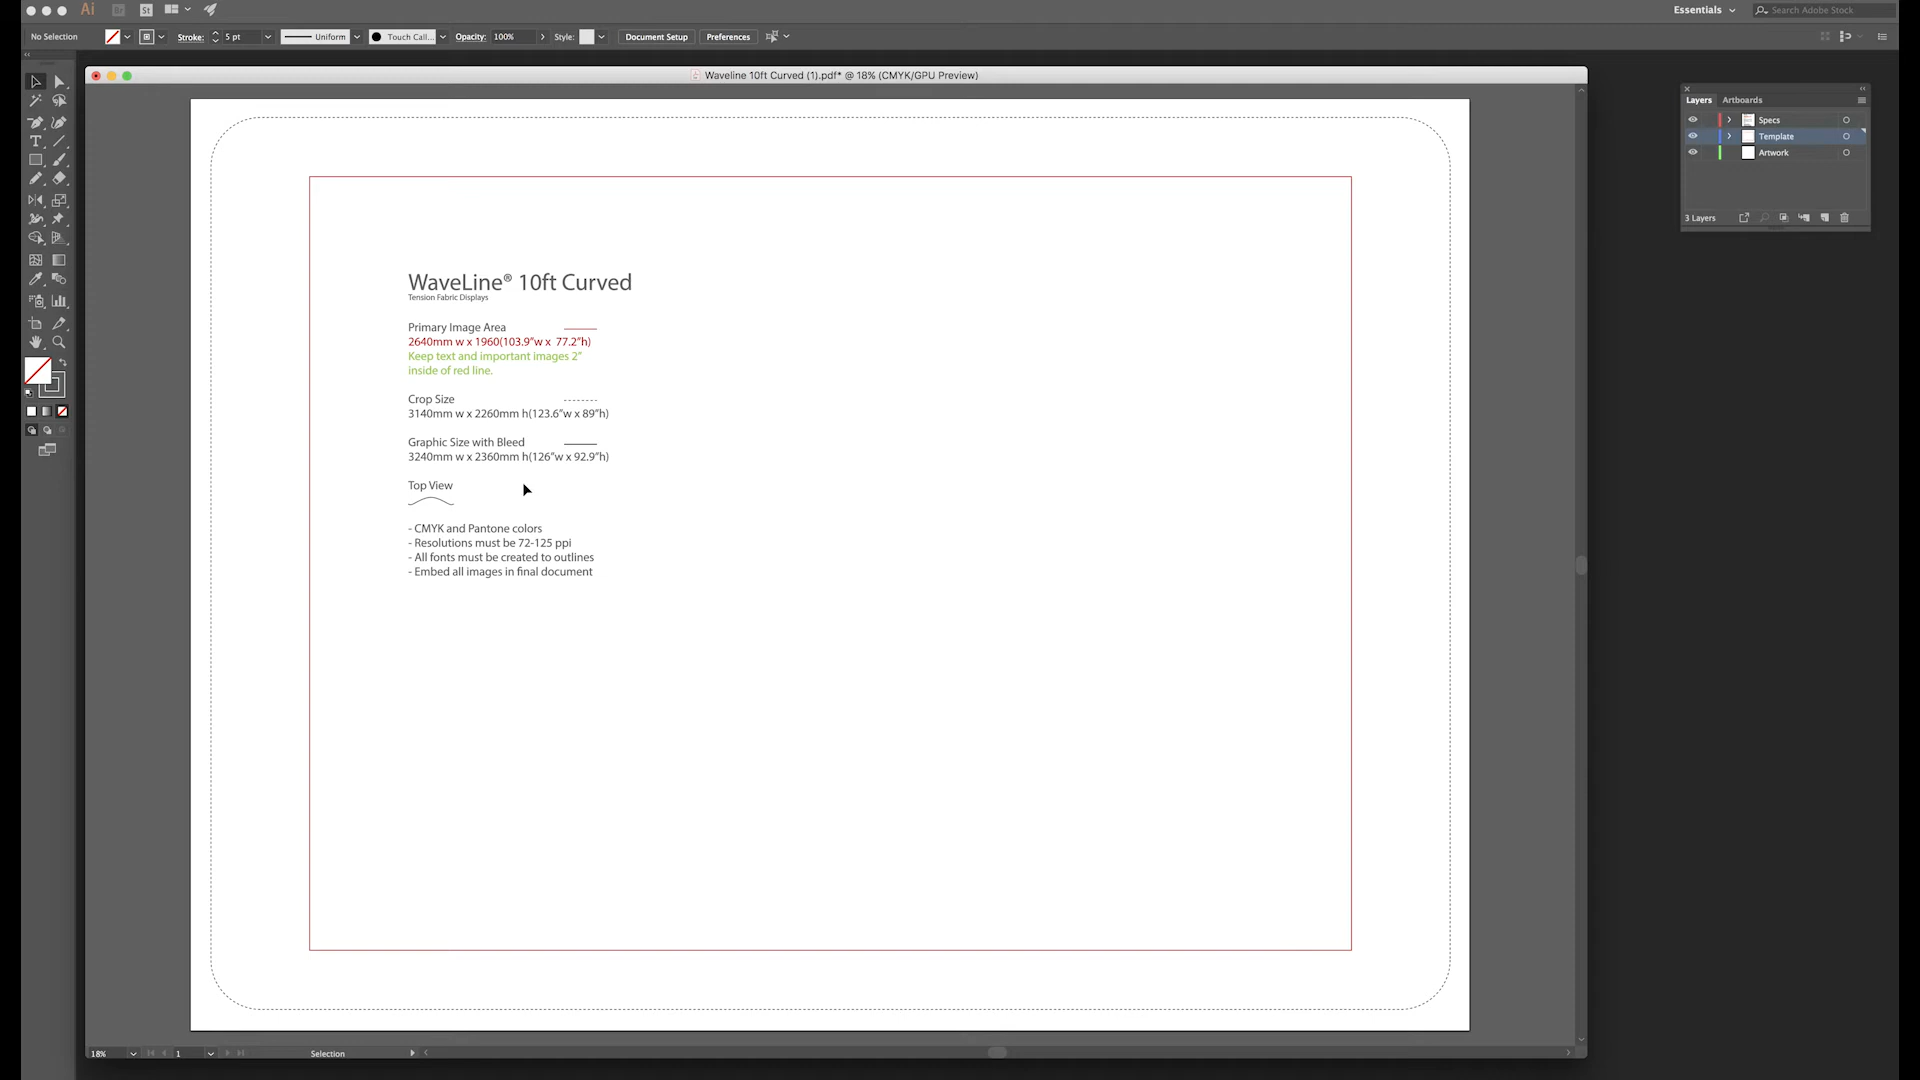 Ai Br St Essentials Search Adobe Stock
No Selection Stroke: 5 pt Uniform Touch Call... Opacity: 100% Style: Document Setup Preferences
Waveline 10ft Curved (1).pdf* @ 18% (CMYK/GPU Preview)
Layers Artboards
Specs
Template
Artwork
3 Layers
WaveLine® 10ft Curved
Tension Fabric Displays
Primary Image Area
2640mm w x 1960(103.9"w x 77.2"h)
Keep text and important images 2"
inside of red line.
Crop Size
3140mm w x 2260mm h(123.6"w x 89"h)
Graphic Size with Bleed
3240mm w x 2360mm h(126"w x 92.9"h)
Top View
- CMYK and Pantone colors
- Resolutions must be 72-125 ppi
- All fonts must be created to outlines
- Embed all images in final document
18% 1 Selection